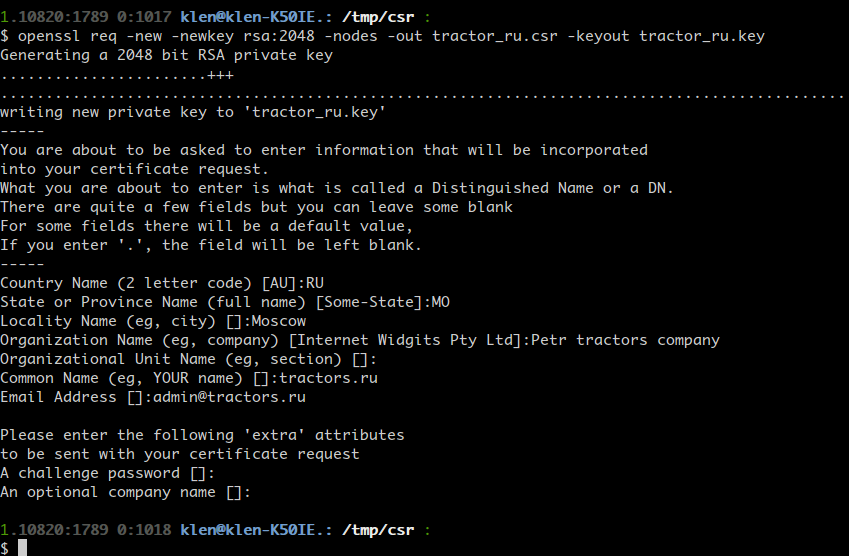 1.10820:1789 0:1017 klen@klen-K50IE.: /tmp/csr :
$ openssl req -new -newkey rsa:2048 -nodes -out tractor_ru.csr -keyout tractor_ru.key
Generating a 2048 bit RSA private key
.......................+++
..............................................................................................
writing new private key to 'tractor_ru.key'
-----
You are about to be asked to enter information that will be incorporated
into your certificate request.
What you are about to enter is what is called a Distinguished Name or a DN.
There are quite a few fields but you can leave some blank
For some fields there will be a default value,
If you enter '.', the field will be left blank.
-----
Country Name (2 letter code) [AU]:RU
State or Province Name (full name) [Some-State]:MO
Locality Name (eg, city) []:Moscow
Organization Name (eg, company) [Internet Widgits Pty Ltd]:Petr tractors company
Organizational Unit Name (eg, section) []:
Common Name (eg, YOUR name) []:tractors.ru
Email Address []:admin@tractors.ru
Please enter the following 'extra' attributes
to be sent with your certificate request
A challenge password []:
An optional company name []:
1.10820:1789 0:1018 klen@klen-K50IE.: /tmp/csr :
$